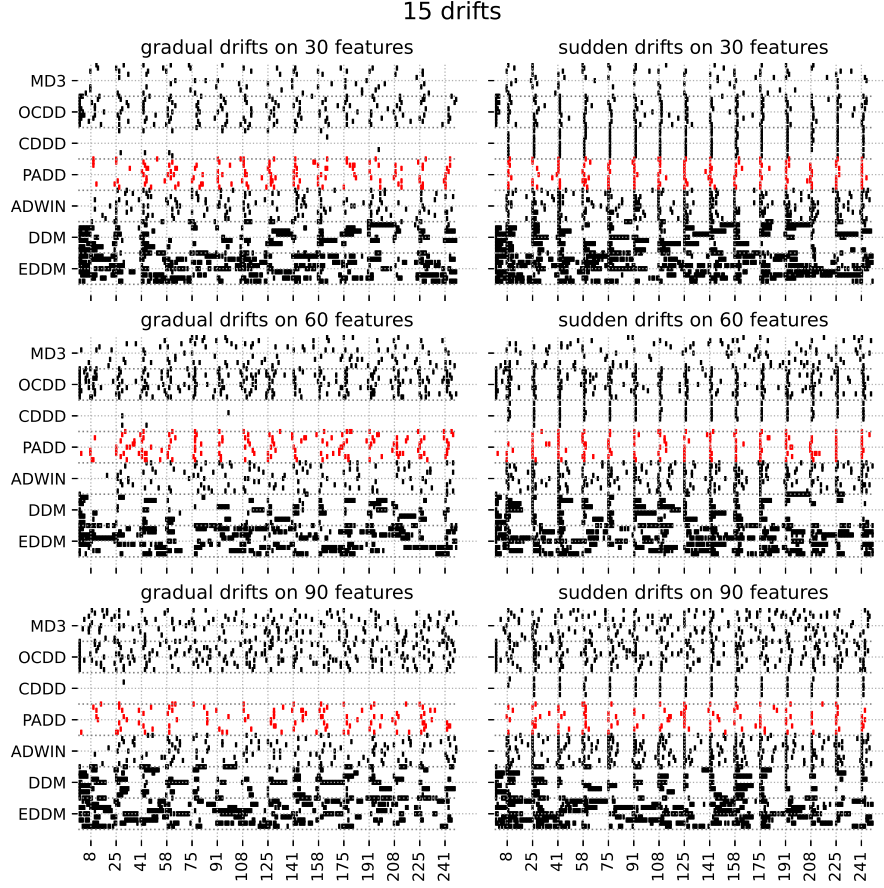 15 drifts
gradual drifts on 30 features
sudden drifts on 30 features
MD3
OCDD
CDDD
PADD
ADWIN
DDM
EDDM
gradual drifts on 60 features
sudden drifts on 60 features
MD3
OCDD
CDDD
PADD
ADWIN
DDM
EDDM
gradual drifts on 90 features
sudden drifts on 90 features
MD3
OCDD
CDDD
PADD
ADWIN
DDM
EDDM
8 25 41 58 75 91 108 125 141 158 175 191 208 225 241
8 25 41 58 75 91 108 125 141 158 175 191 208 225 241